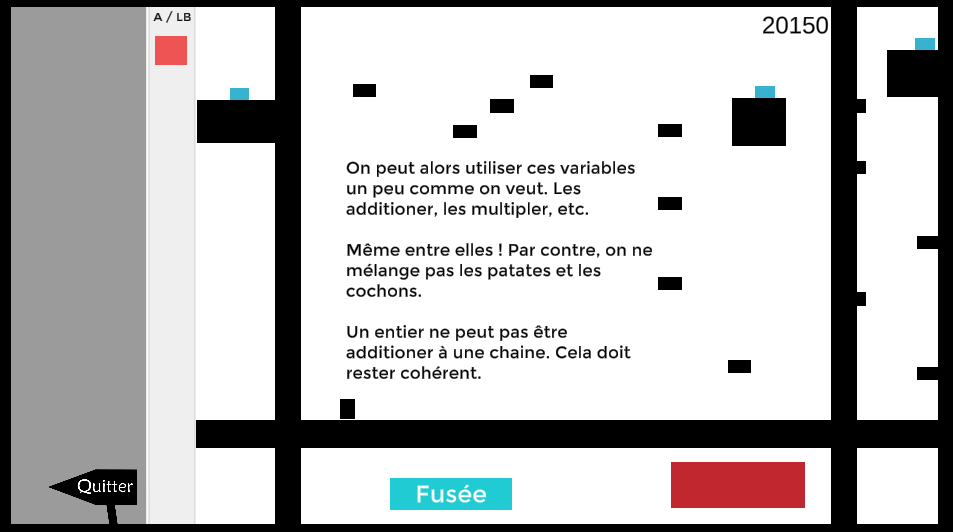 A / LB
20150
On peut alors utiliser ces variables
un peu comme on veut. Les
additioner, les multipler, etc.
Même entre elles ! Par contre, on ne
mélange pas les patates et les
cochons.
Un entier ne peut pas être
additioner à une chaine. Cela doit
rester cohérent.
Quitter
Fusée